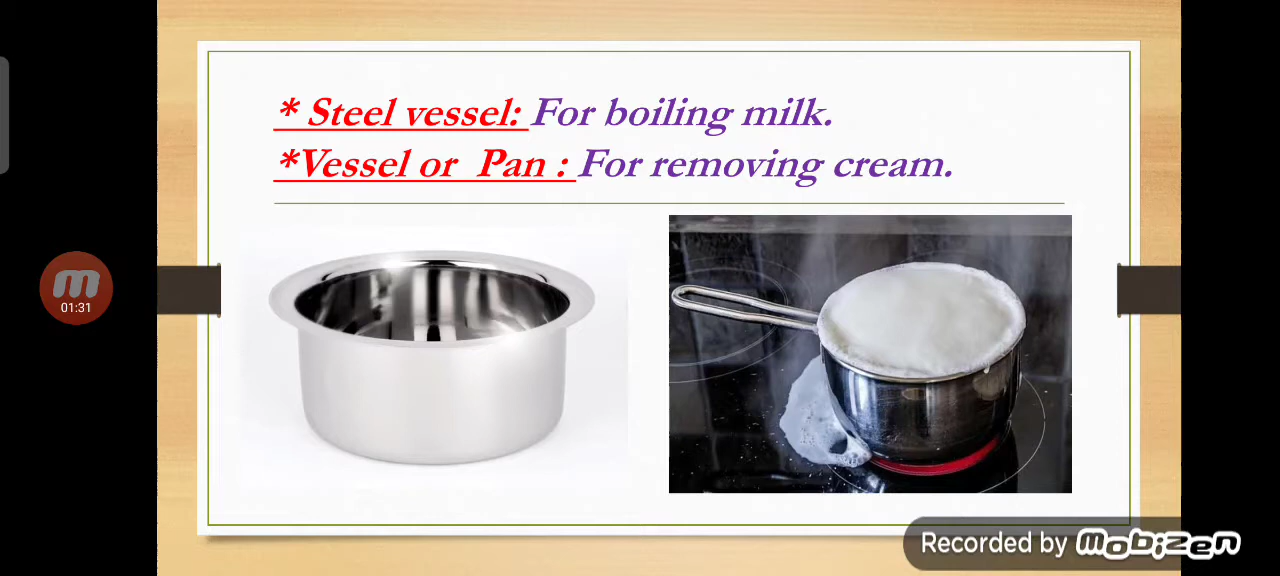 * Steel vessel: For boiling milk.
*Vessel or Pan : For removing cream.
m
01:31
Recorded by Mobizen